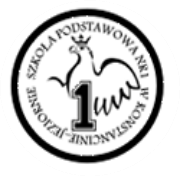 SZKOŁA PODSTAWOWA NR 1 W KONSTANCINIE-JEZIORNIE
1